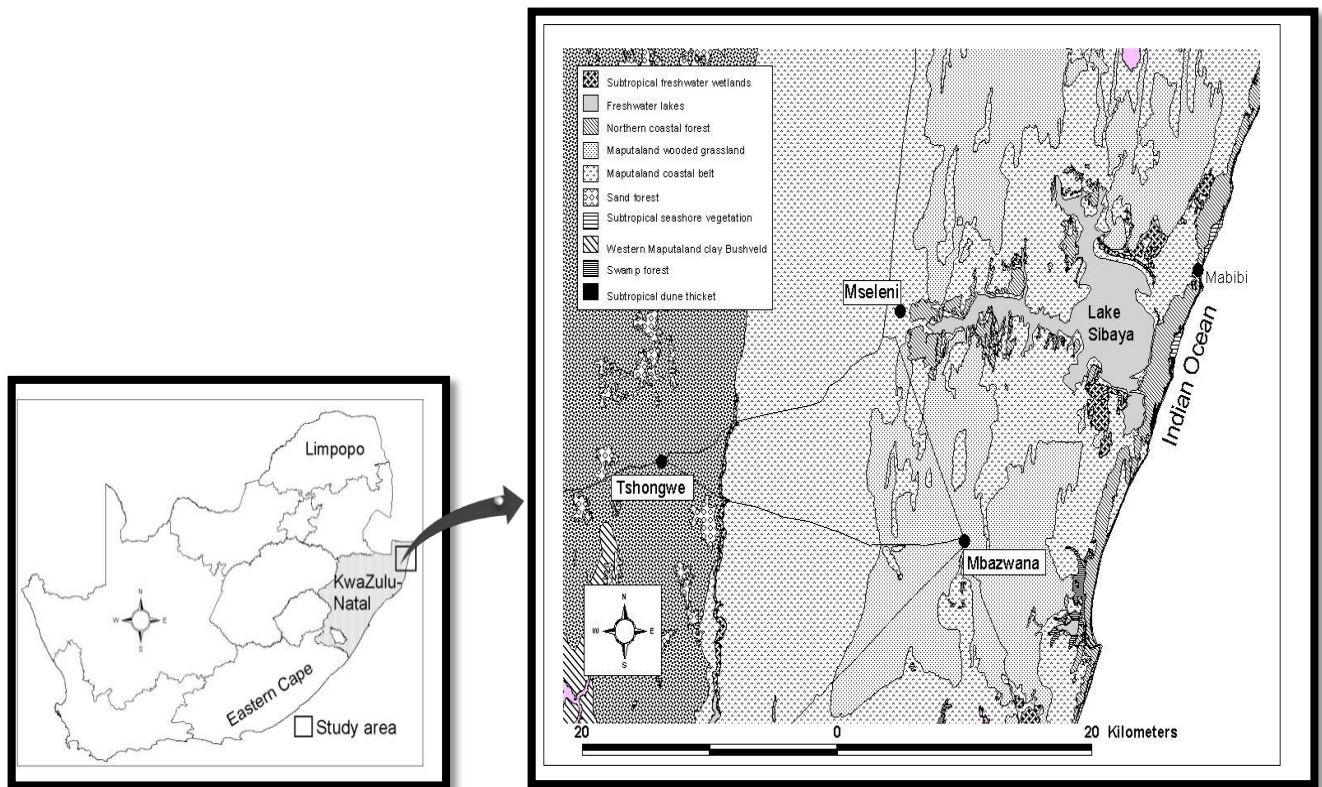 Limpopo
KwaZulu-
Natal
Eastern Cape
N
W
E
S
Study area
Subtropical freshwater wetlands
Freshwater lakes
Northern coastal forest
Maputaland wooded grassland
Maputaland coastal belt
Sand forest
Subtropical seashore vegetation
Western Maputaland clay Bushveld
Swamp forest
Subtropical dune thicket
Mseleni
Mabibi
Lake
Sibaya
Indian Ocean
Tshongwe
Mbazwana
N
W
E
S
20
0
20 Kilometers